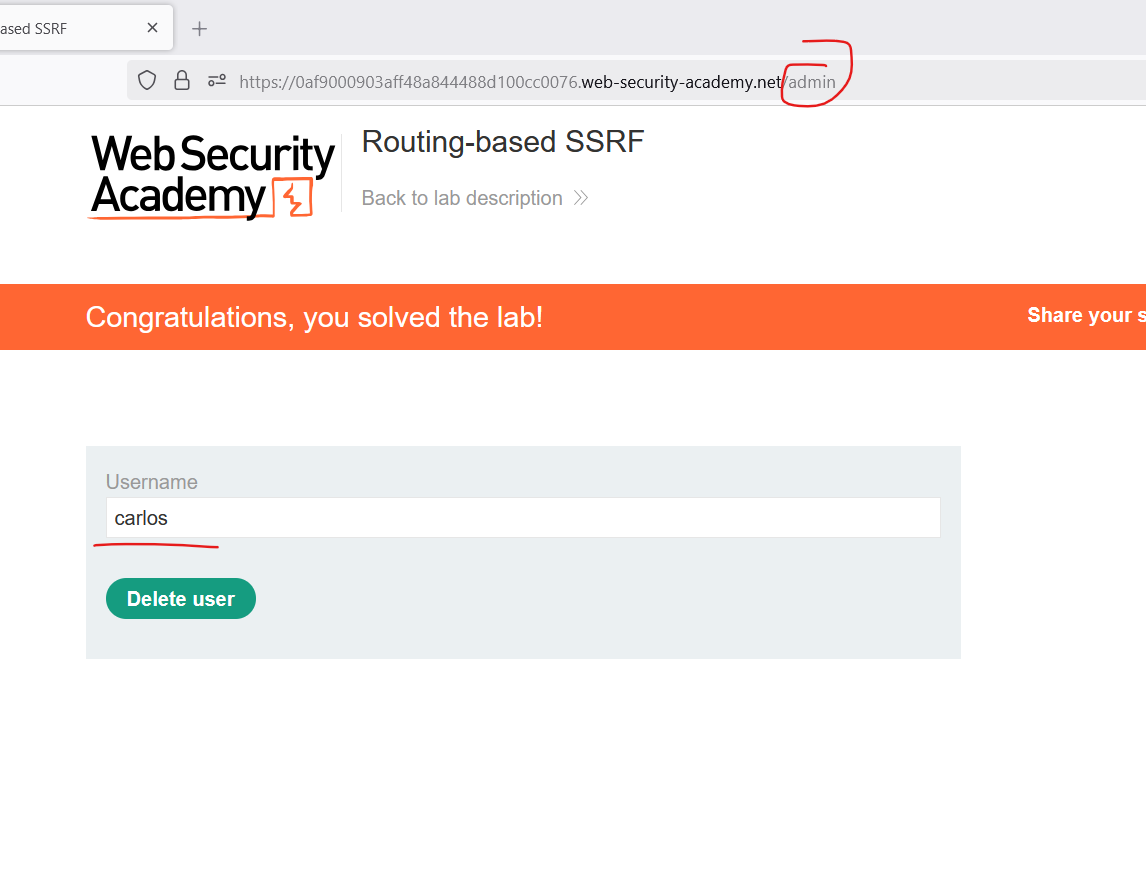 ased SSRF
https://0af9000903aff48a844488d100cc0076.web-security-academy.net/admin
Web Security
Academy
Routing-based SSRF
Back to lab description
Congratulations, you solved the lab!
Share your s
Username
carlos
Delete user